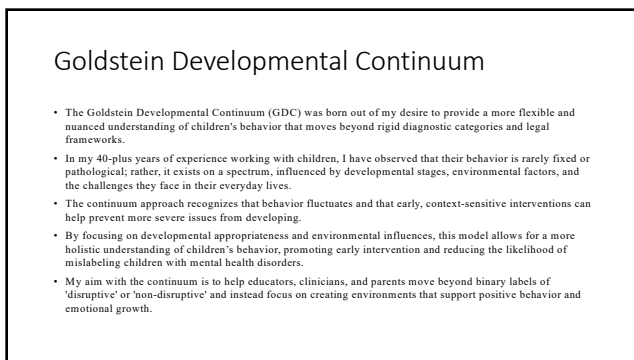 Goldstein Developmental Continuum
• The Goldstein Developmental Continuum (GDC) was born out of my desire to provide a more flexible and
nuanced understanding of children's behavior that moves beyond rigid diagnostic categories and legal
frameworks.
• In my 40-plus years of experience working with children, I have observed that their behavior is rarely fixed or
pathological; rather, it exists on a spectrum, influenced by developmental stages, environmental factors, and
the challenges they face in their everyday lives.
• The continuum approach recognizes that behavior fluctuates and that early, context-sensitive interventions can
help prevent more severe issues from developing.
• By focusing on developmental appropriateness and environmental influences, this model allows for a more
holistic understanding of children's behavior, promoting early intervention and reducing the likelihood of
mislabeling children with mental health disorders.
• My aim with the continuum is to help educators, clinicians, and parents move beyond binary labels of
'disruptive' or 'non-disruptive' and instead focus on creating environments that support positive behavior and
emotional growth.